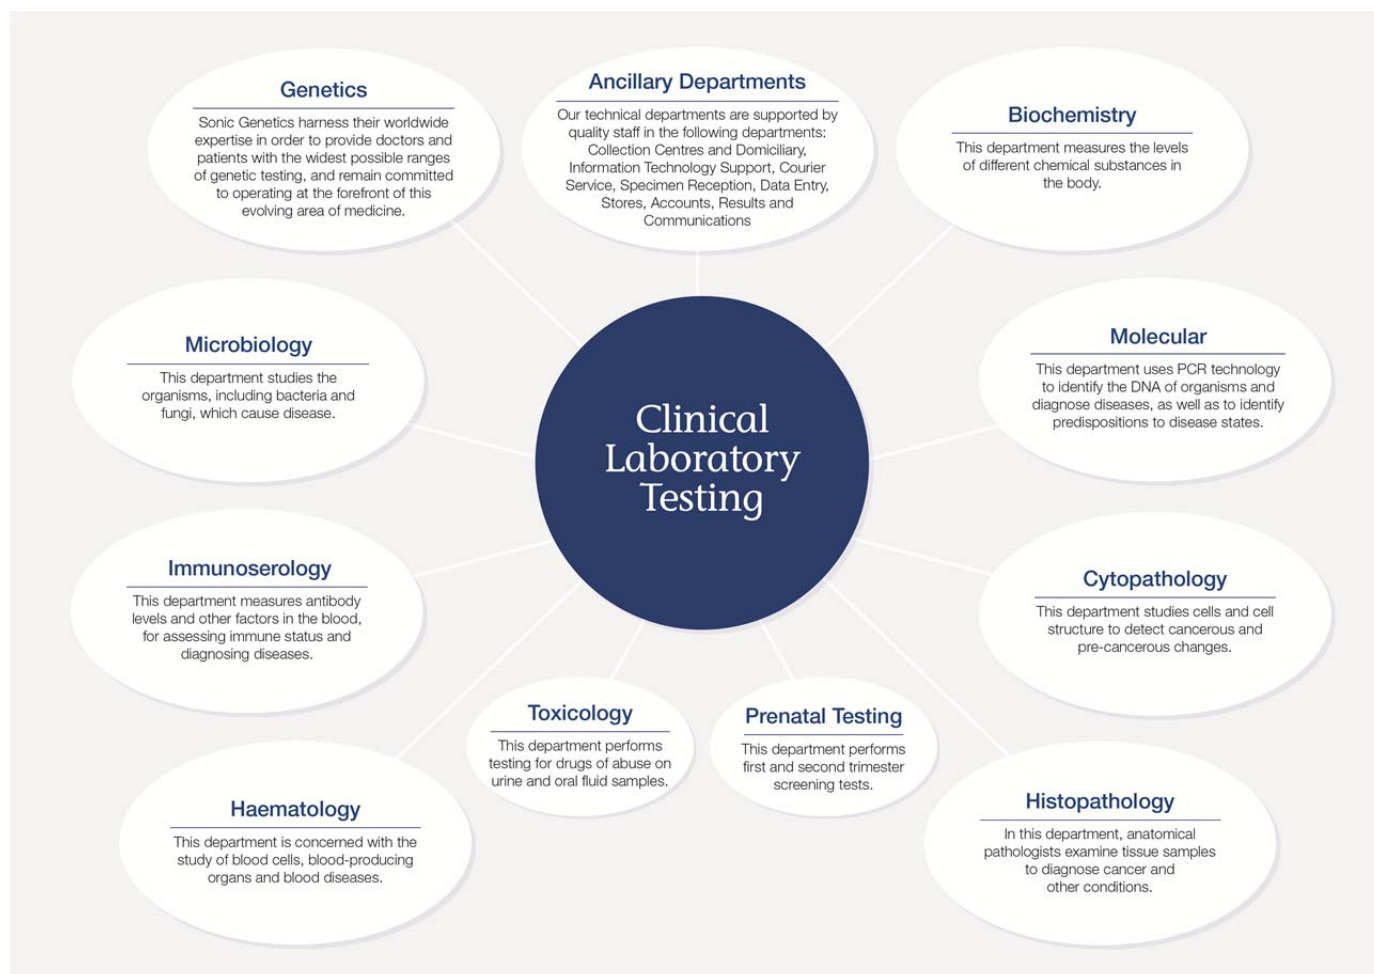 Genetics
Sonic Genetics harness their worldwide
expertise in order to provide doctors and
patients with the widest possible ranges
of genetic testing, and remain committed
to operating at the forefront of this
evolving area of medicine.
Ancillary Departments
Our technical departments are supported by
quality staff in the following departments:
Collection Centres and Domiciliary,
Information Technology Support, Courier
Service, Specimen Reception, Data Entry,
Stores, Accounts, Results and
Communications
Biochemistry
This department measures the levels
of different chemical substances in
the body.
Microbiology
This department studies the
organisms, including bacteria and
fungi, which cause disease.
Clinical
Laboratory
Testing
Molecular
This department uses PCR technology
to identify the DNA of organisms and
diagnose diseases, as well as to identify
predispositions to disease states.
Immunoserology
This department measures antibody
levels and other factors in the blood,
for assessing immune status and
diagnosing diseases.
Cytopathology
This department studies cells and cell
structure to detect cancerous and
pre-cancerous changes.
Toxicology
This department performs
testing for drugs of abuse on
urine and oral fluid samples.
Prenatal Testing
This department performs
first and second trimester
screening tests.
Haematology
This department is concerned with the
study of blood cells, blood-producing
organs and blood diseases.
Histopathology
In this department, anatomical
pathologists examine tissue samples
to diagnose cancer and
other conditions.